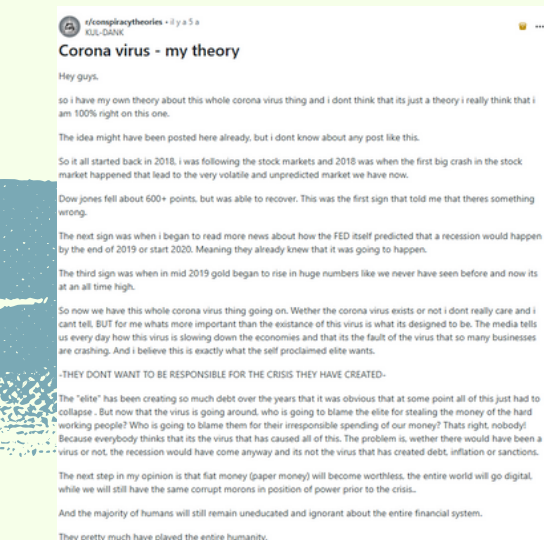 r/conspiracytheories • il y a 5 a
KUL-DANK
Corona virus - my theory
Hey guys,
so i have my own theory about this whole corona virus thing and i dont think that its just a theory i really think that i
am 100% right on this one.
The idea might have been posted here already, but i dont know about any post like this.
So it all started back in 2018, i was following the stock markets and 2018 was when the first big crash in the stock
market happened that lead to the very volatile and unpredicted market we have now.
Dow jones fell about 600+ points, but was able to recover. This was the first sign that told me that theres something
wrong.
The next sign was when i began to read more news about how the FED itself predicted that a recession would happen
by the end of 2019 or start 2020. Meaning they already knew that it was going to happen.
The third sign was when in mid 2019 gold began to rise in huge numbers like we never have seen before and now its
at an all time high.
So now we have this whole corona virus thing going on. Wether the corona virus exists or not i dont really care and i
cant tell, BUT for me whats more important than the existance of this virus is what its designed to be. The media tells
us every day how this virus is slowing down the economies and that its the fault of the virus that so many businesses
are crashing. And i believe this is exactly what the self proclaimed elite wants.
-THEY DONT WANT TO BE RESPONSIBLE FOR THE CRISIS THEY HAVE CREATED-
The "elite" has been creating so much debt over the years that it was obvious that at some point all of this just had to
collapse . But now that the virus is going around, who is going to blame the elite for stealing the money of the hard
working people? Who is going to blame them for their irresponsible spending of our money? Thats right, nobody!
Because everybody thinks that its the virus that has caused all of this. The problem is, wether there would have been a
virus or not, the recession would come anyway and its not the virus that has created debt, inflation or sanctions.
The next step in my opinion is that fiat money (paper money) will become worthless, the entire world will go digital,
while we will still have the same corrupt morons in position of power prior to the crisis..
And the majority of humans will still remain uneducated and ignorant about the entire financial system.
They pretty much have played the entire humanity.